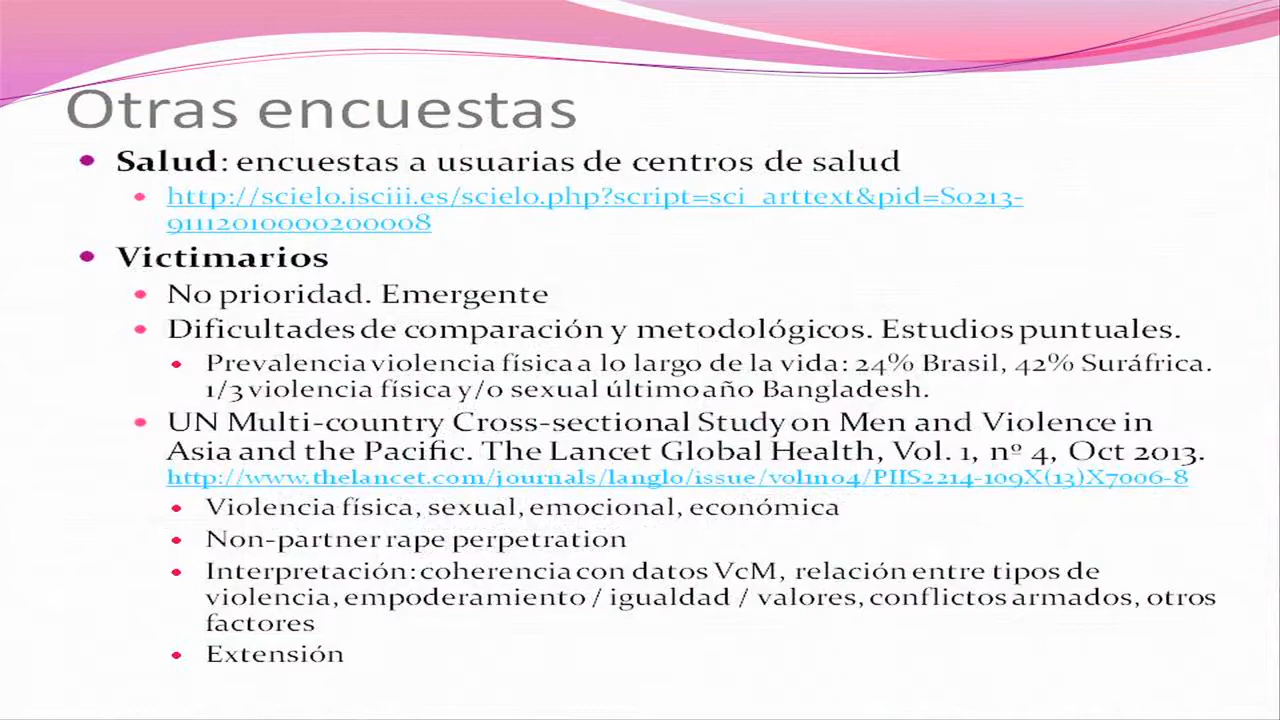 Otras encuestas
Salud: encuestas a usuarias de centros de salud
http://scielo.isciii.es/scielo.php?script=sci_arttext&pid=S0213-
91112010000200008
Victimarios
No prioridad. Emergente
Dificultades de comparación y metodológicos. Estudios puntuales.
Prevalencia violencia física a lo largo de la vida: 24% Brasil, 42% Suráfrica.
1/3 violencia física y/o sexual último año Bangladesh.
UN Multi-country Cross-sectional Study on Men and Violence in
Asia and the Pacific. The Lancet Global Health, Vol. 1, nº 4, Oct 2013.
http://www.thelancet.com/journals/langlo/issue/vol1no4/PIIS2214-109X(13)X7006-8
Violencia física, sexual, emocional, económica
Non-partner rape perpetration
Interpretación: coherencia con datos VcM, relación entre tipos de
violencia, empoderamiento / igualdad / valores, conflictos armados, otros
factores
Extensión